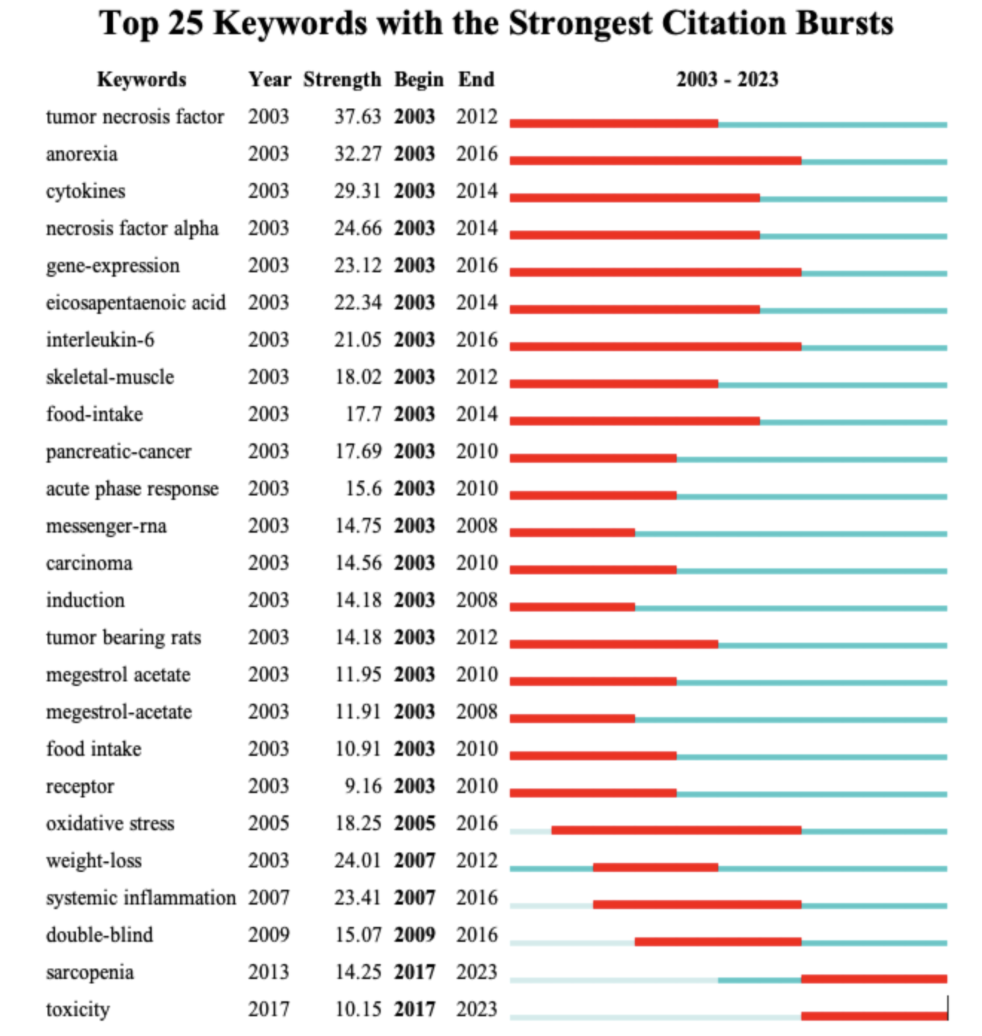 Top 25 Keywords with the Strongest Citation Bursts
Keywords Year Strength Begin End 2003 - 2023
tumor necrosis factor 2003 37.63 2003 2012
anorexia 2003 32.27 2003 2016
cytokines 2003 29.31 2003 2014
necrosis factor alpha 2003 24.66 2003 2014
gene-expression 2003 23.12 2003 2016
eicosapentaenoic acid 2003 22.34 2003 2014
interleukin-6 2003 21.05 2003 2016
skeletal-muscle 2003 18.02 2003 2012
food-intake 2003 17.7 2003 2014
pancreatic-cancer 2003 17.69 2003 2010
acute phase response 2003 15.6 2003 2010
messenger-rna 2003 14.75 2003 2008
carcinoma 2003 14.56 2003 2010
induction 2003 14.18 2003 2008
tumor bearing rats 2003 14.18 2003 2012
megestrol acetate 2003 11.95 2003 2010
megestrol-acetate 2003 11.91 2003 2008
food intake 2003 10.91 2003 2010
receptor 2003 9.16 2003 2010
oxidative stress 2005 18.25 2005 2016
weight-loss 2003 24.01 2007 2012
systemic inflammation 2007 23.41 2007 2016
double-blind 2009 15.07 2009 2016
sarcopenia 2013 14.25 2017 2023
toxicity 2017 10.15 2017 2023